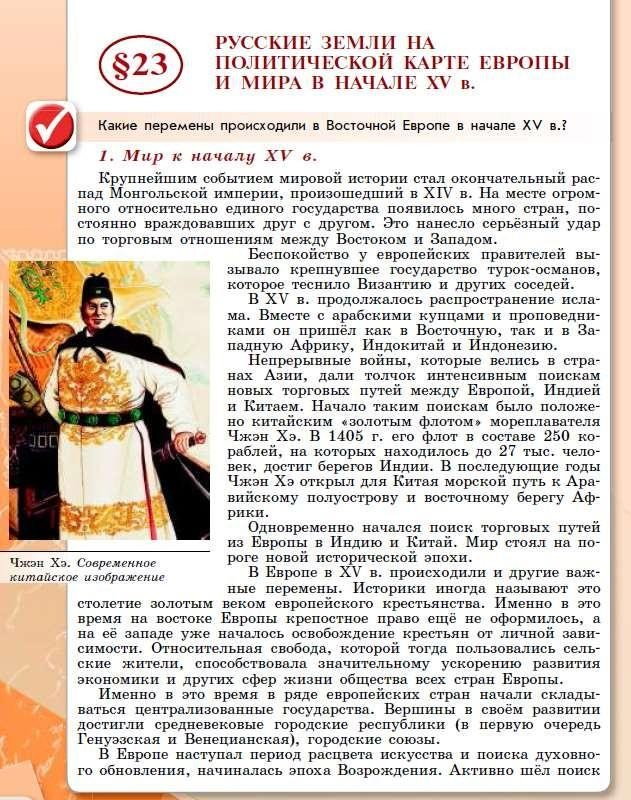 §23
РУССКИЕ ЗЕМЛИ НА
ПОЛИТИЧЕСКОЙ КАРТЕ ЕВРОПЫ
И МИРА В НАЧАЛЕ XV в.
Какие перемены происходили в Восточной Европе в начале XV в.?
1. Мир к началу XV в.
Крупнейшим событием мировой истории стал окончательный рас-
пад Монгольской империи, произошедший в XIV в. На месте огром-
ного относительно единого государства появилось много стран, по-
стоянно враждовавших друг с другом. Это нанесло серьёзный удар
по торговым отношениям между Востоком и Западом.
Беспокойство у европейских правителей вы-
зывало крепнувшее государство турок-османов,
которое теснило Византию и других соседей.
В XV в. продолжалось распространение исла-
ма. Вместе с арабскими купцами и проповедни-
ками он пришёл как в Восточную, так и в За-
падную Африку, Индокитай и Индонезию.
Непрерывные войны, которые велись в стра-
нах Азии, дали толчок интенсивным поискам
новых торговых путей между Европой, Индией
и Китаем. Начало таким поискам было положе-
но китайским «золотым флотом» мореплавателя
Чжэн Хэ. В 1405 г. его флот в составе 250 ко-
раблей, на которых находилось до 27 тыс. чело-
век, достиг берегов Индии. В последующие годы
Чжэн Хэ открыл для Китая морской путь к Ара-
вийскому полуострову и восточному берегу Аф-
рики.
Одновременно начался поиск торговых путей
из Европы в Индию и Китай. Мир стоял на по-
роге новой исторической эпохи.
Чжэн Хэ. Современное
китайское изображение
В Европе в XV в. происходили и другие важ-
ные перемены. Историки иногда называют это
столетие золотым веком европейского крестьянства. Именно в это
время на востоке Европы крепостное право ещё не оформилось, а
на её западе уже началось освобождение крестьян от личной зави-
симости. Относительная свобода, которой тогда пользовались сель-
ские жители, способствовала значительному ускорению развития
экономики и других сфер жизни общества всех стран Европы.
Именно в это время в ряде европейских стран начали склады-
ваться централизованные государства. Вершины в своём развитии
достигли средневековые городские республики (в первую очередь
Генуэзская и Венецианская), городские союзы.
В Европе наступал период расцвета искусства и поиска духовно-
го обновления, начиналась эпоха Возрождения. Активно шёл поиск